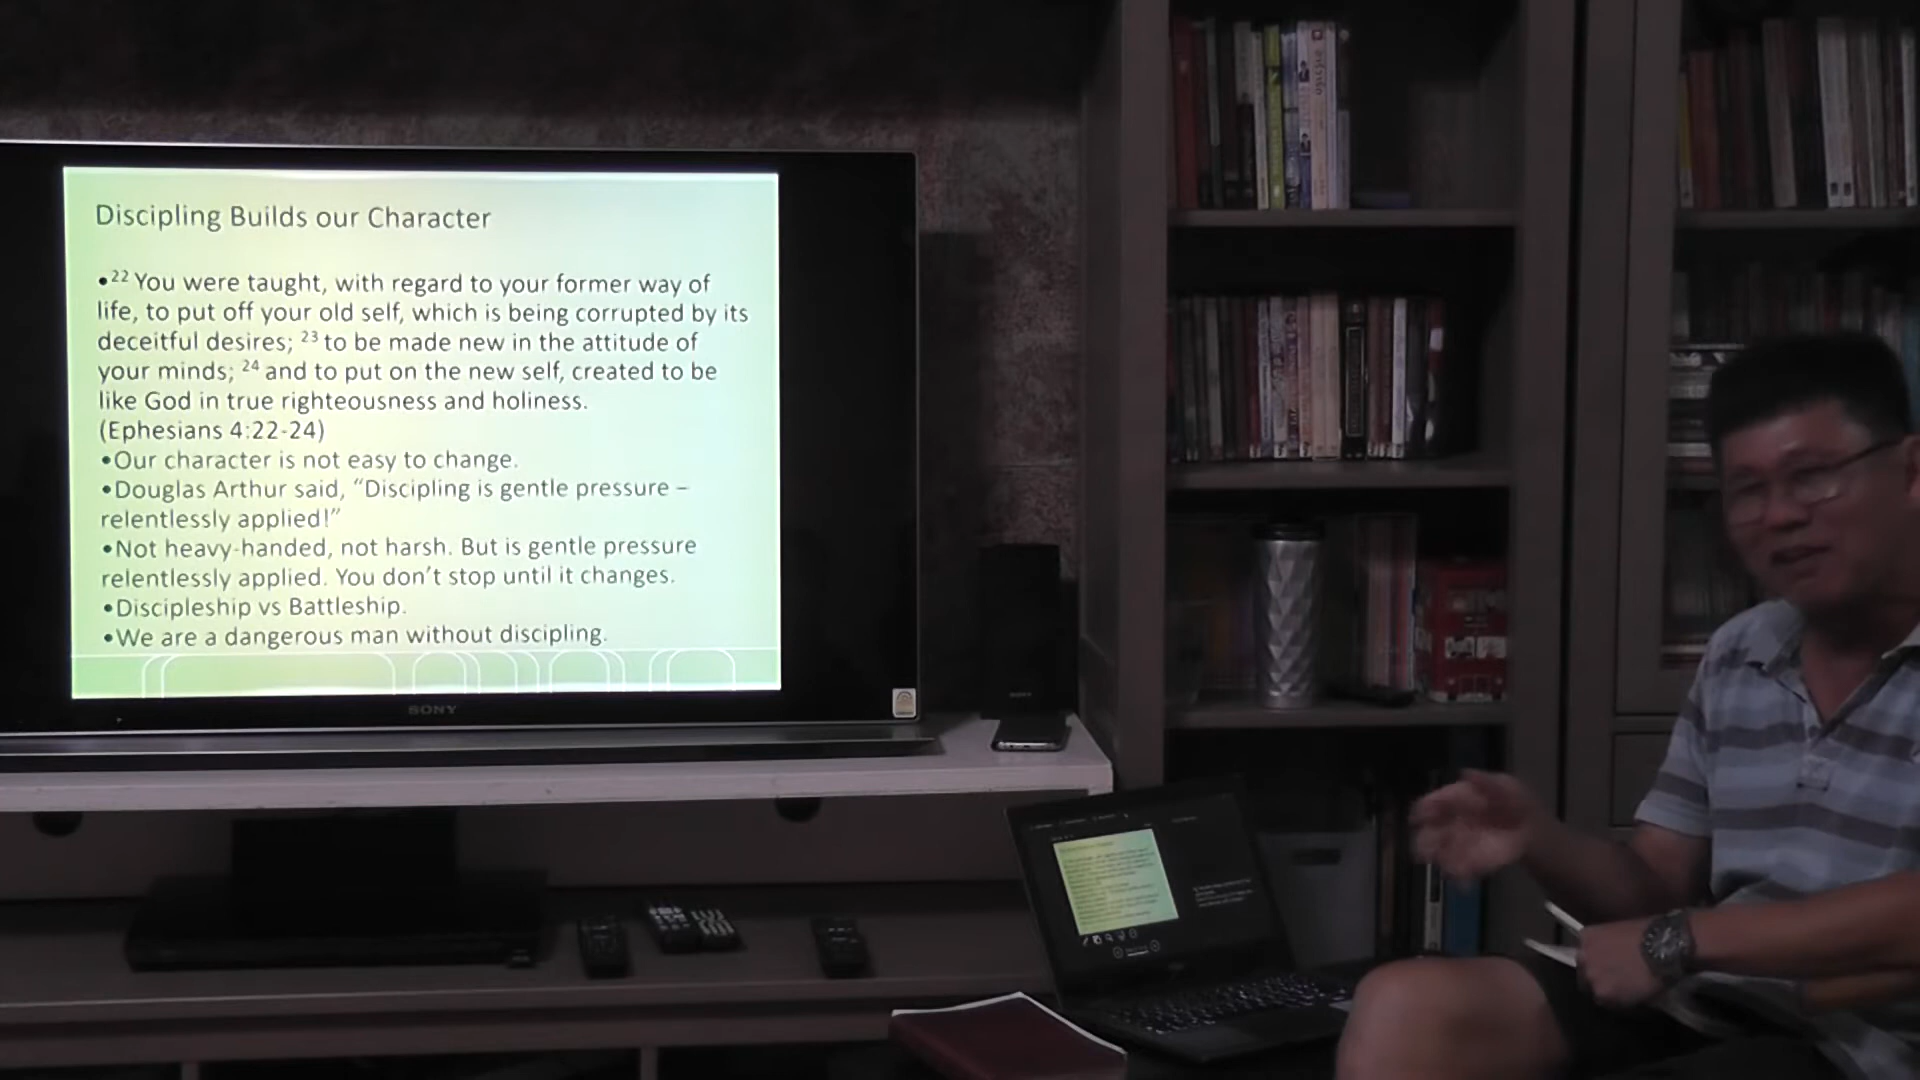 Discipling Builds our Character
•22 You were taught, with regard to your former way of
life, to put off your old self, which is being corrupted by its
deceitful desires; 23 to be made new in the attitude of
your minds; 24 and to put on the new self, created to be
like God in true righteousness and holiness.
(Ephesians 4:22-24)
•Our character is not easy to change.
•Douglas Arthur said, “Discipling is gentle pressure –
relentlessly applied!”
•Not heavy-handed, not harsh. But is gentle pressure
relentlessly applied. You don’t stop until it changes.
•Discipleship vs Battleship.
•We are a dangerous man without discipling.
SONY